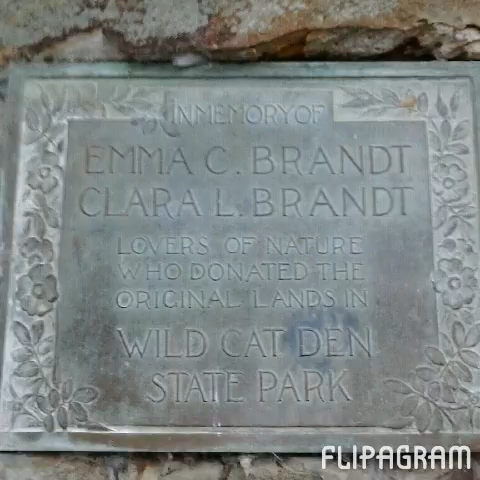 IN MEMORY OF
EMMA C. BRANDT
CLARA L. BRANDT
LOVERS OF NATURE
WHO DONATED THE
ORIGINAL LANDS IN
WILD CAT DEN
STATE PARK
FLIPAGRAM